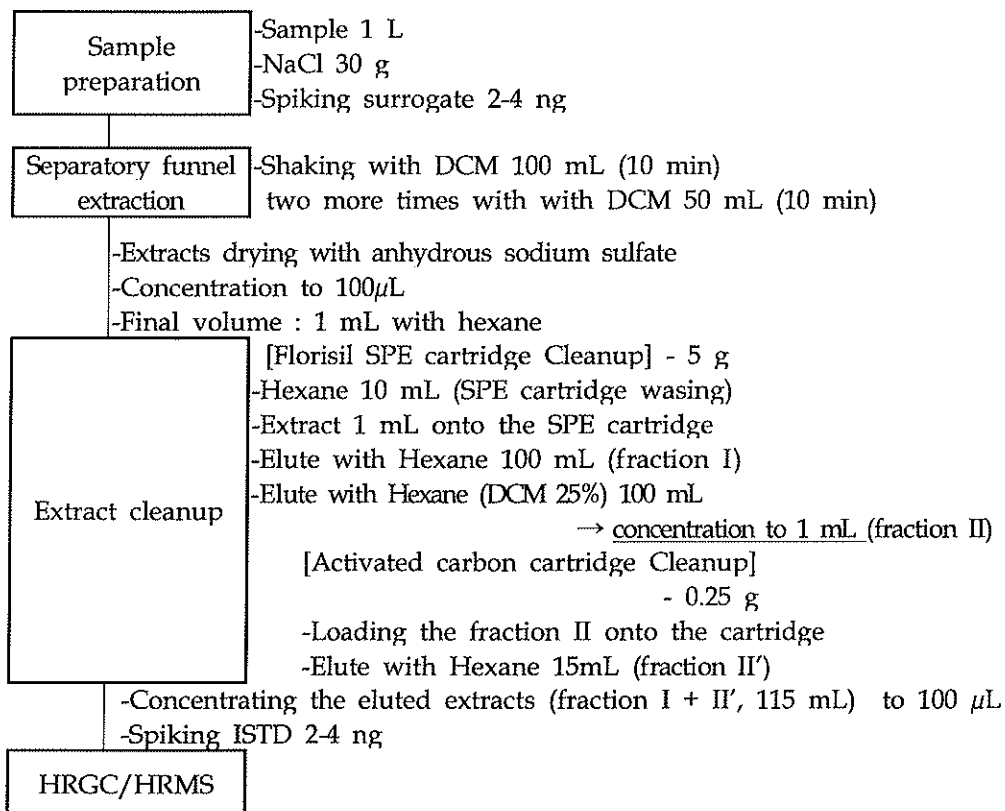 Sample
preparation
-Sample 1 L
-NaCl 30 g
-Spiking surrogate 2-4 ng
Separatory funnel
extraction
-Shaking with DCM 100 mL (10 min)
two more times with with DCM 50 mL (10 min)
-Extracts drying with anhydrous sodium sulfate
-Concentration to 100μL
-Final volume : 1 mL with hexane
Extract cleanup
[Florisil SPE cartridge Cleanup] - 5 g
-Hexane 10 mL (SPE cartridge wasing)
-Extract 1 mL onto the SPE cartridge
-Elute with Hexane 100 mL (fraction I)
-Elute with Hexane (DCM 25%) 100 mL
→ concentration to 1 mL (fraction II)
[Activated carbon cartridge Cleanup]
- 0.25 g
-Loading the fraction II onto the cartridge
-Elute with Hexane 15mL (fraction II′)
-Concentrating the eluted extracts (fraction I + II′, 115 mL) to 100 μL
-Spiking ISTD 2-4 ng
HRGC/HRMS